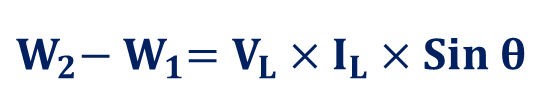 W₂ – W₁ = V_L × I_L × Sin θ